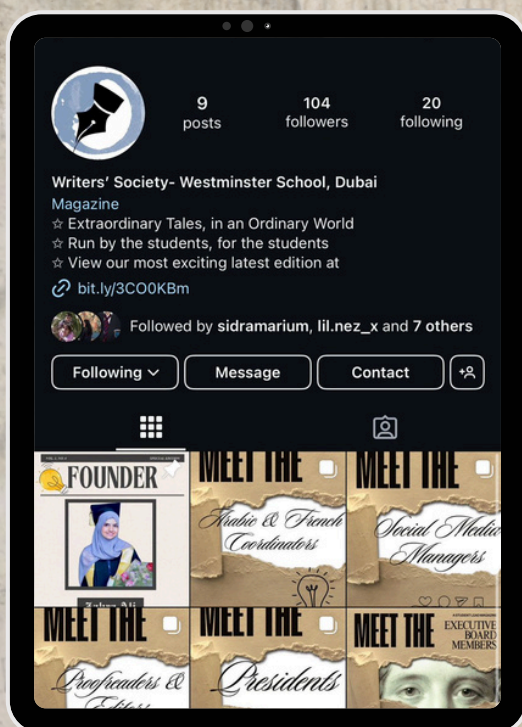 9
posts
104
followers
20
following
Writers’ Society- Westminster School, Dubai
Magazine
☆ Extraordinary Tales, in an Ordinary World
☆ Run by the students, for the students
☆ View our most exciting latest edition at
bit.ly/3CO0KBm
Followed by sidramarium, lil.nez_x and 7 others
Following
Message
Contact
FOUNDER
MEET THE
Arabic & French
Coordinators
MEET THE
Social Media
Managers
MEET THE
Proofreaders &
MEET THE
Presidents
MEET THE
EXECUTIVE
BOARD
MEMBERS